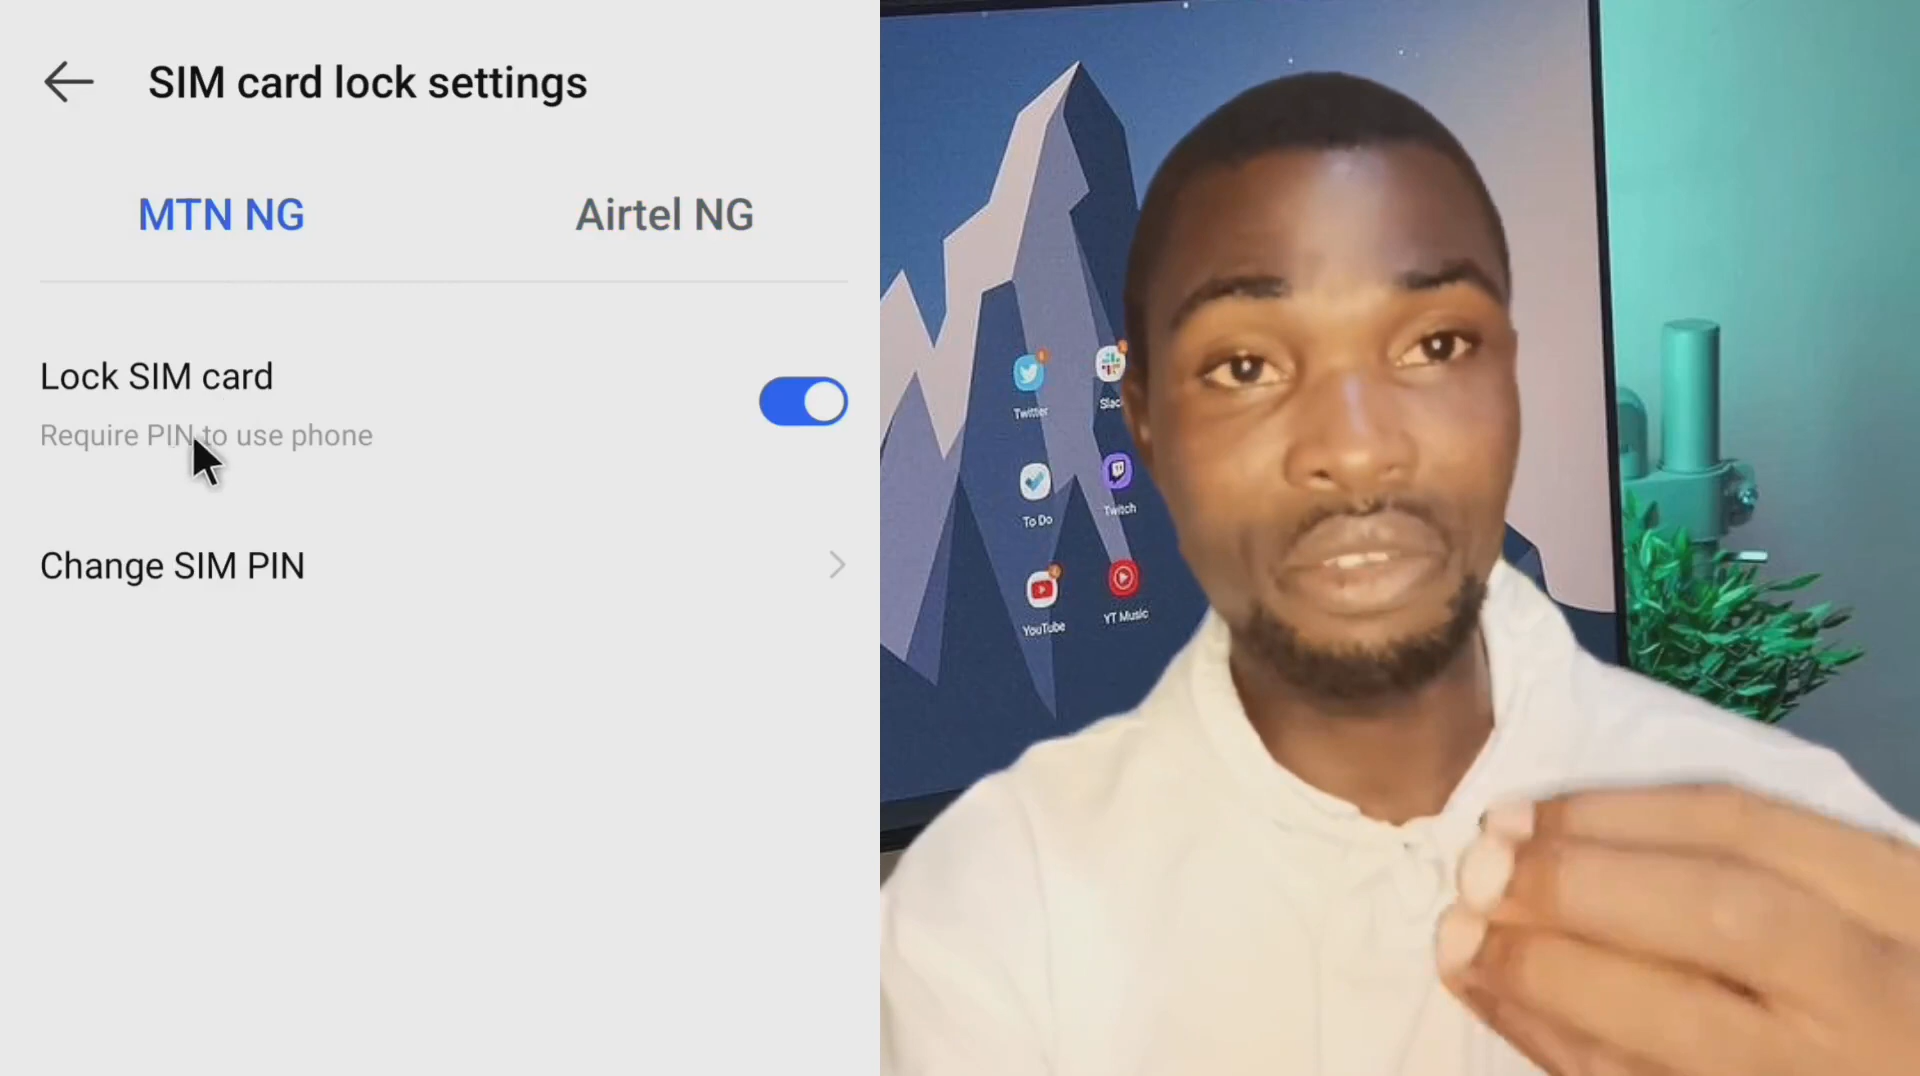 SIM card lock settings
MTN NG
Airtel NG
Lock SIM card
Require PIN to use phone
Change SIM PIN
Twitter
To Do
Twitch
YouTube
YT Music